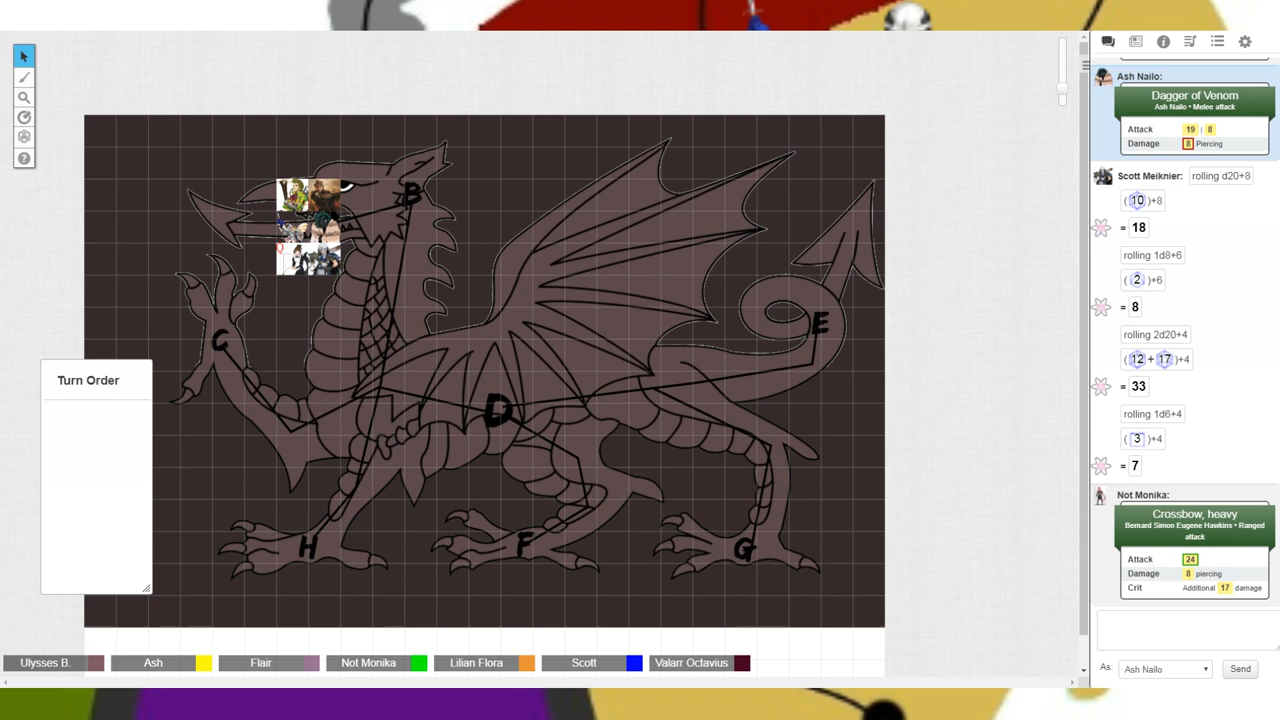 B
C
E
D
H
F
G
Turn Order
Ulysses B.
Ash
Flair
Not Monika
Lilian Flora
Scott
Valarr Octavius
Ash Nailo:
Dagger of Venom
Ash Nailo • Melee attack
Attack 19 | 8
Damage 8 Piercing
Scott Meiknier: rolling d20+8
(10)+8
= 18
rolling 1d8+6
(2)+6
= 8
rolling 2d20+4
(12+17)+4
= 33
rolling 1d6+4
(3)+4
= 7
Not Monika:
Crossbow, heavy
Bernard Simon Eugene Hawkins • Ranged
attack
Attack 24
Damage 8 piercing
Crit Additional 17 damage
As: Ash Nailo Send